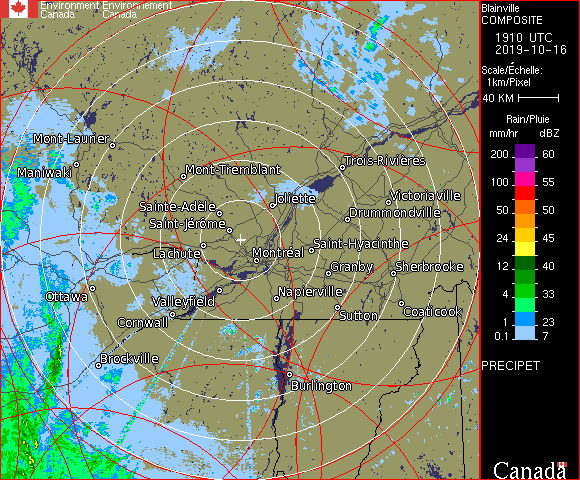 Environment Environnement
Canada Canada
Blainville
COMPOSITE
1910 UTC
2019-10-16
Scale/Échelle:
1km/Pixel
40 KM
Rain/Pluie
mm/hr dBZ
200 60
100 55
50 50
24 45
12 40
4 33
1 23
0.1 7
PRECIPET
Canada
Mont-Laurier
Maniwaki
Mont-Tremblant
Trois-Rivières
Joliette
Victoriaville
Sainte-Adèle
Drummondville
Saint-Jérôme
Lachute
Montréal
Saint-Hyacinthe
Granby
Sherbrooke
Ottawa
Valleyfield
Napierville
Cornwall
Sutton
Coaticook
Brockville
Burlington